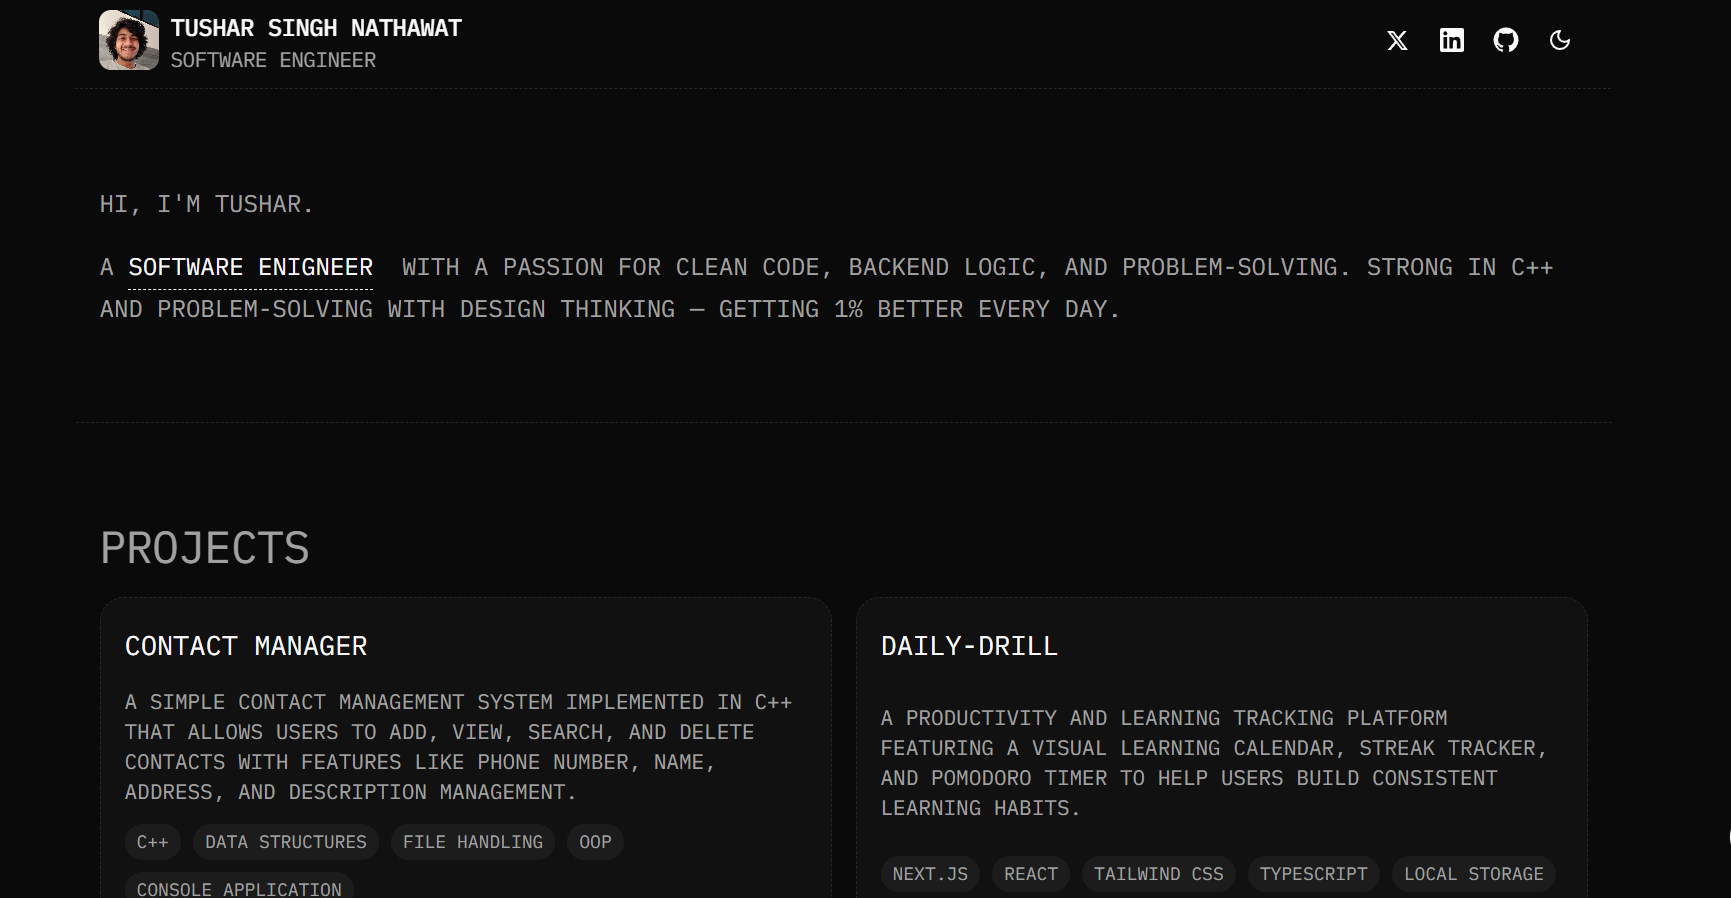 TUSHAR SINGH NATHAWAT
SOFTWARE ENGINEER
HI, I'M TUSHAR.
A SOFTWARE ENIGNEER WITH A PASSION FOR CLEAN CODE, BACKEND LOGIC, AND PROBLEM-SOLVING. STRONG IN C++
AND PROBLEM-SOLVING WITH DESIGN THINKING — GETTING 1% BETTER EVERY DAY.
PROJECTS
CONTACT MANAGER
A SIMPLE CONTACT MANAGEMENT SYSTEM IMPLEMENTED IN C++
THAT ALLOWS USERS TO ADD, VIEW, SEARCH, AND DELETE
CONTACTS WITH FEATURES LIKE PHONE NUMBER, NAME,
ADDRESS, AND DESCRIPTION MANAGEMENT.
C++ DATA STRUCTURES FILE HANDLING OOP
CONSOLE APPLICATION
DAILY-DRILL
A PRODUCTIVITY AND LEARNING TRACKING PLATFORM
FEATURING A VISUAL LEARNING CALENDAR, STREAK TRACKER,
AND POMODORO TIMER TO HELP USERS BUILD CONSISTENT
LEARNING HABITS.
NEXT.JS REACT TAILWIND CSS TYPESCRIPT LOCAL STORAGE